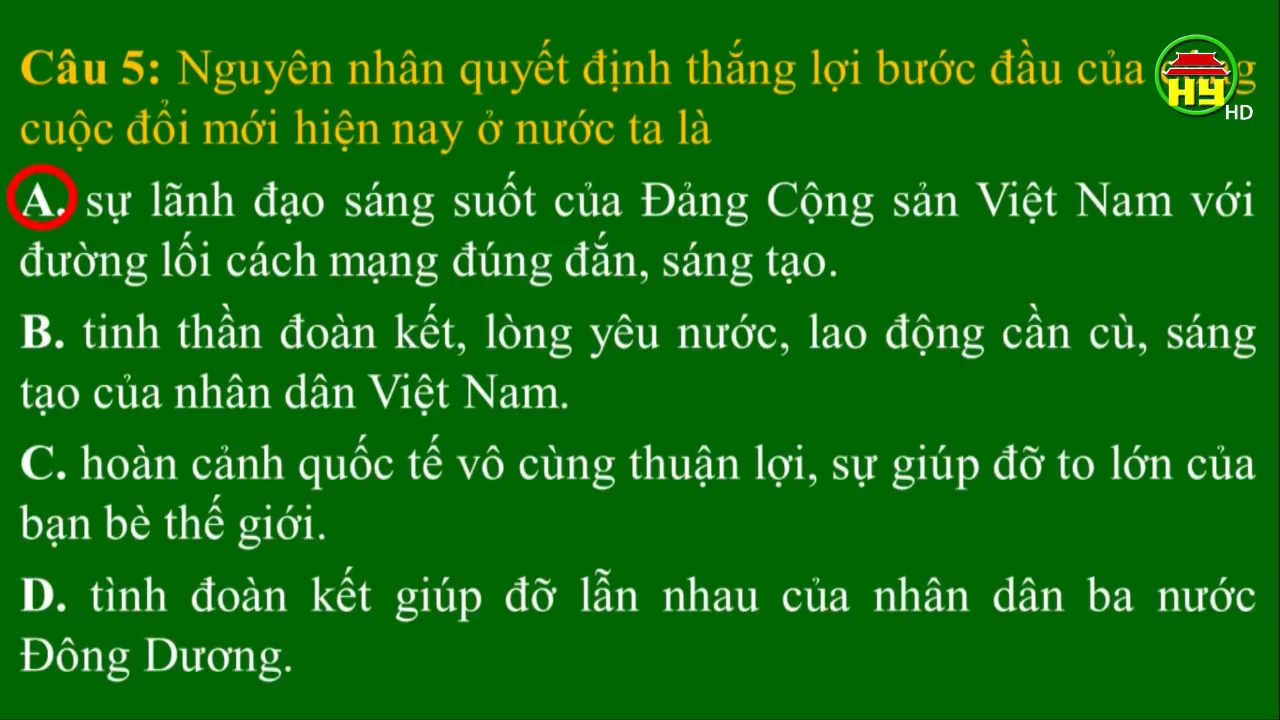 Câu 5: Nguyên nhân quyết định thắng lợi bước đầu của
cuộc đổi mới hiện nay ở nước ta là
A. sự lãnh đạo sáng suốt của Đảng Cộng sản Việt Nam với
đường lối cách mạng đúng đắn, sáng tạo.
B. tinh thần đoàn kết, lòng yêu nước, lao động cần cù, sáng
tạo của nhân dân Việt Nam.
C. hoàn cảnh quốc tế vô cùng thuận lợi, sự giúp đỡ to lớn của
bạn bè thế giới.
D. tình đoàn kết giúp đỡ lẫn nhau của nhân dân ba nước
Đông Dương.
HY
HD